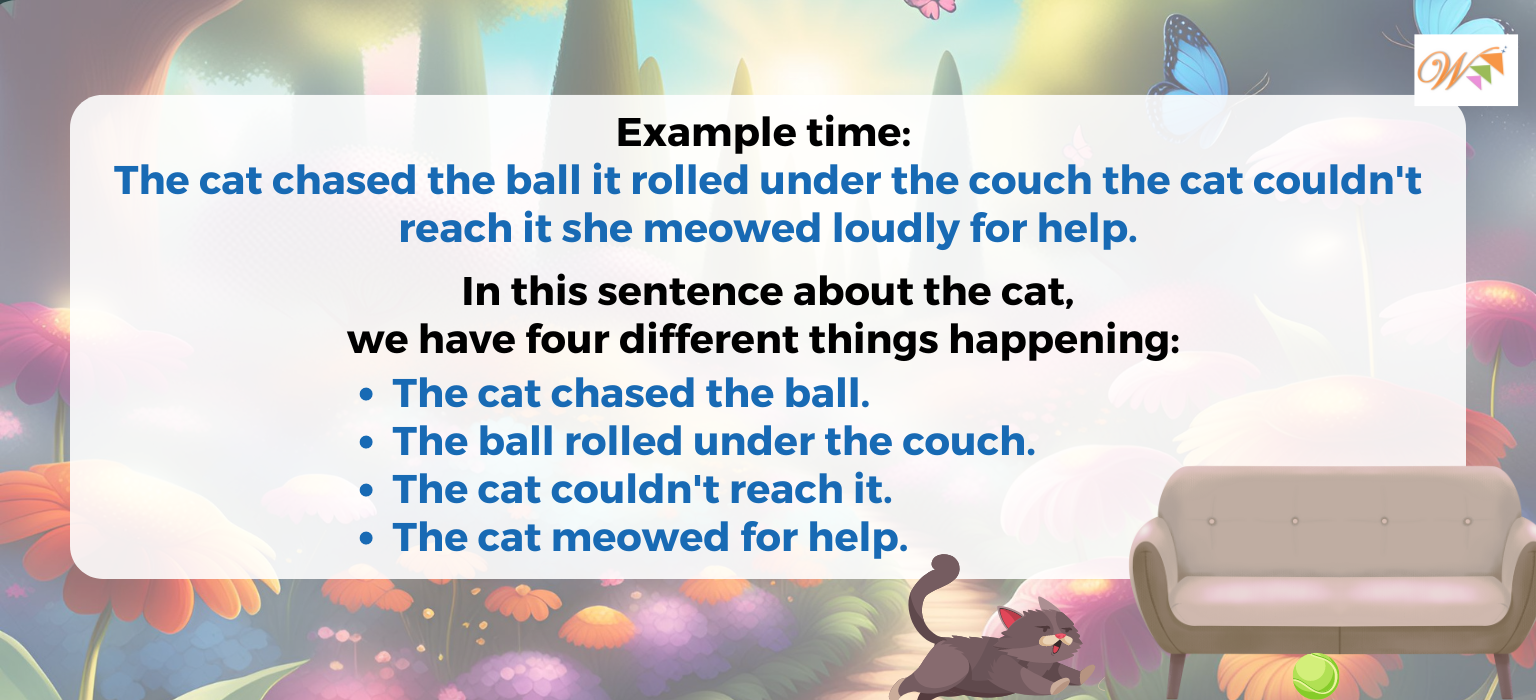 W
Example time:
The cat chased the ball it rolled under the couch the cat couldn't
reach it she meowed loudly for help.
In this sentence about the cat,
we have four different things happening:
• The cat chased the ball.
• The ball rolled under the couch.
• The cat couldn't reach it.
• The cat meowed for help.